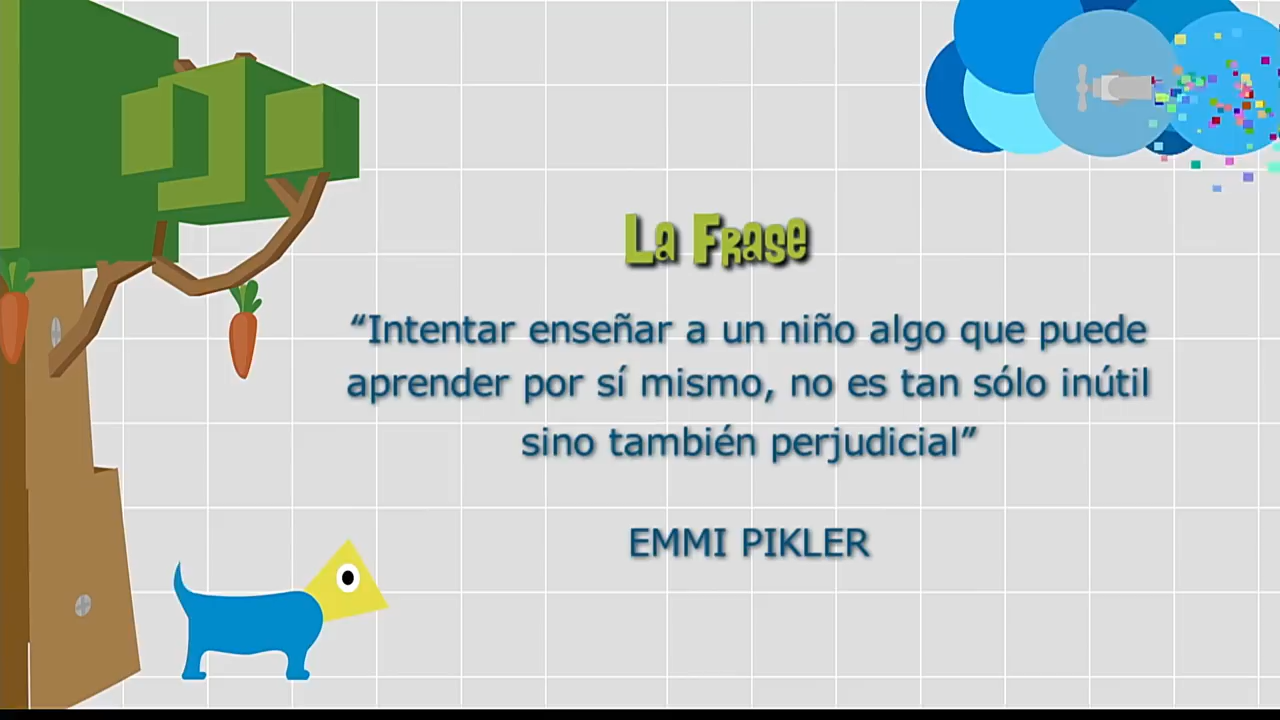 La Frase
“Intentar enseñar a un niño algo que puede
aprender por sí mismo, no es tan sólo inútil
sino también perjudicial”
EMMI PIKLER